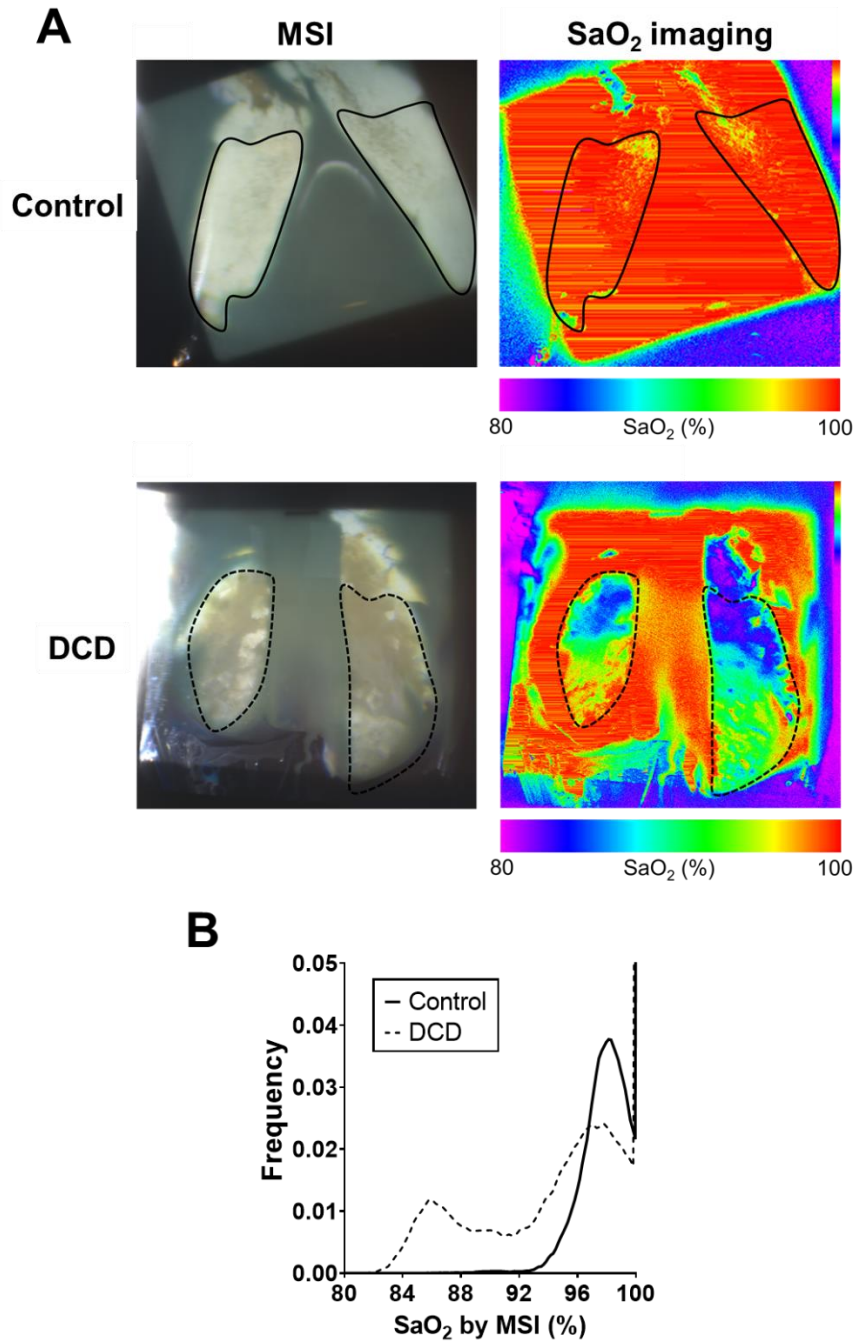 A
MSI
SaO₂ imaging
Control
80
SaO₂ (%)
100
DCD
80
SaO₂ (%)
100
B
0.05
0.04
0.03
0.02
0.01
0.00
Frequency
Control
DCD
80 84 88 92 96 100
SaO₂ by MSI (%)